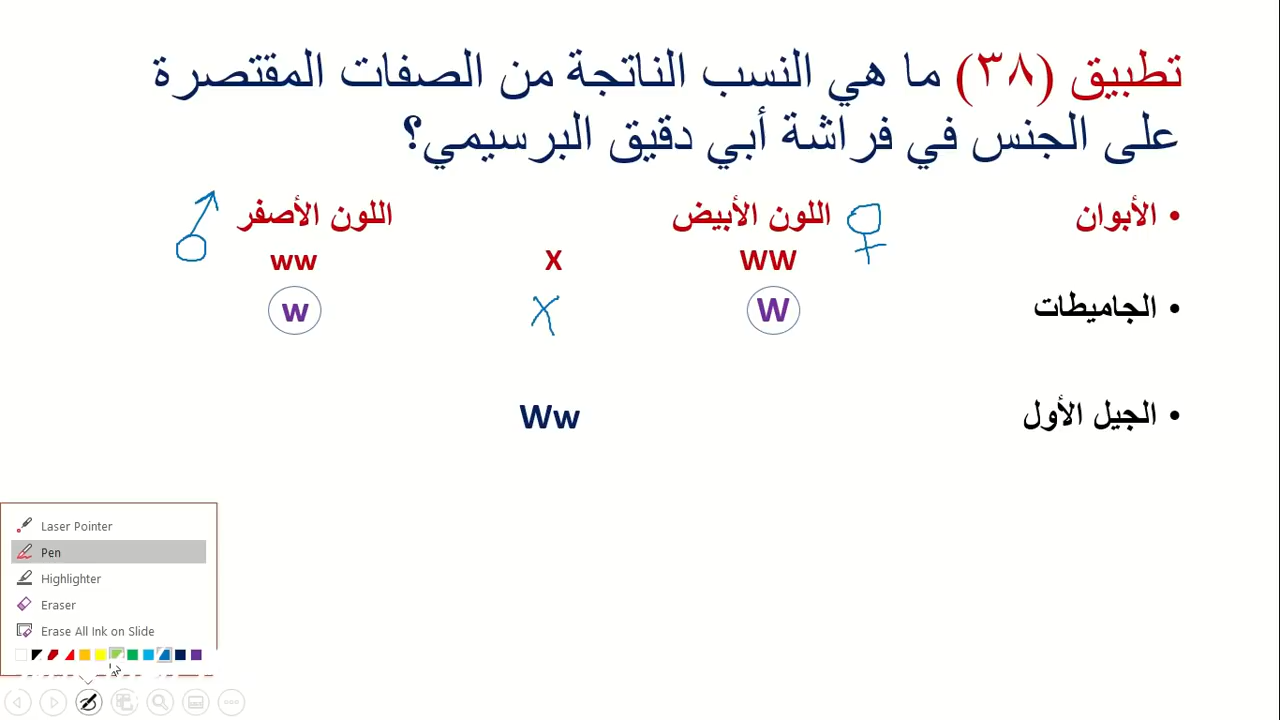 تطبيق (٣٨) ما هي النسب الناتجة من الصفات المقتصرة
على الجنس في فراشة أبي دقيق البرسيمي؟
• الأبوان ♀ اللون الأبيض اللون الأصفر ♂
WW X ww
• الجاميطات W X w
• الجيل الأول Ww
Laser Pointer
Pen
Highlighter
Eraser
Erase All Ink on Slide